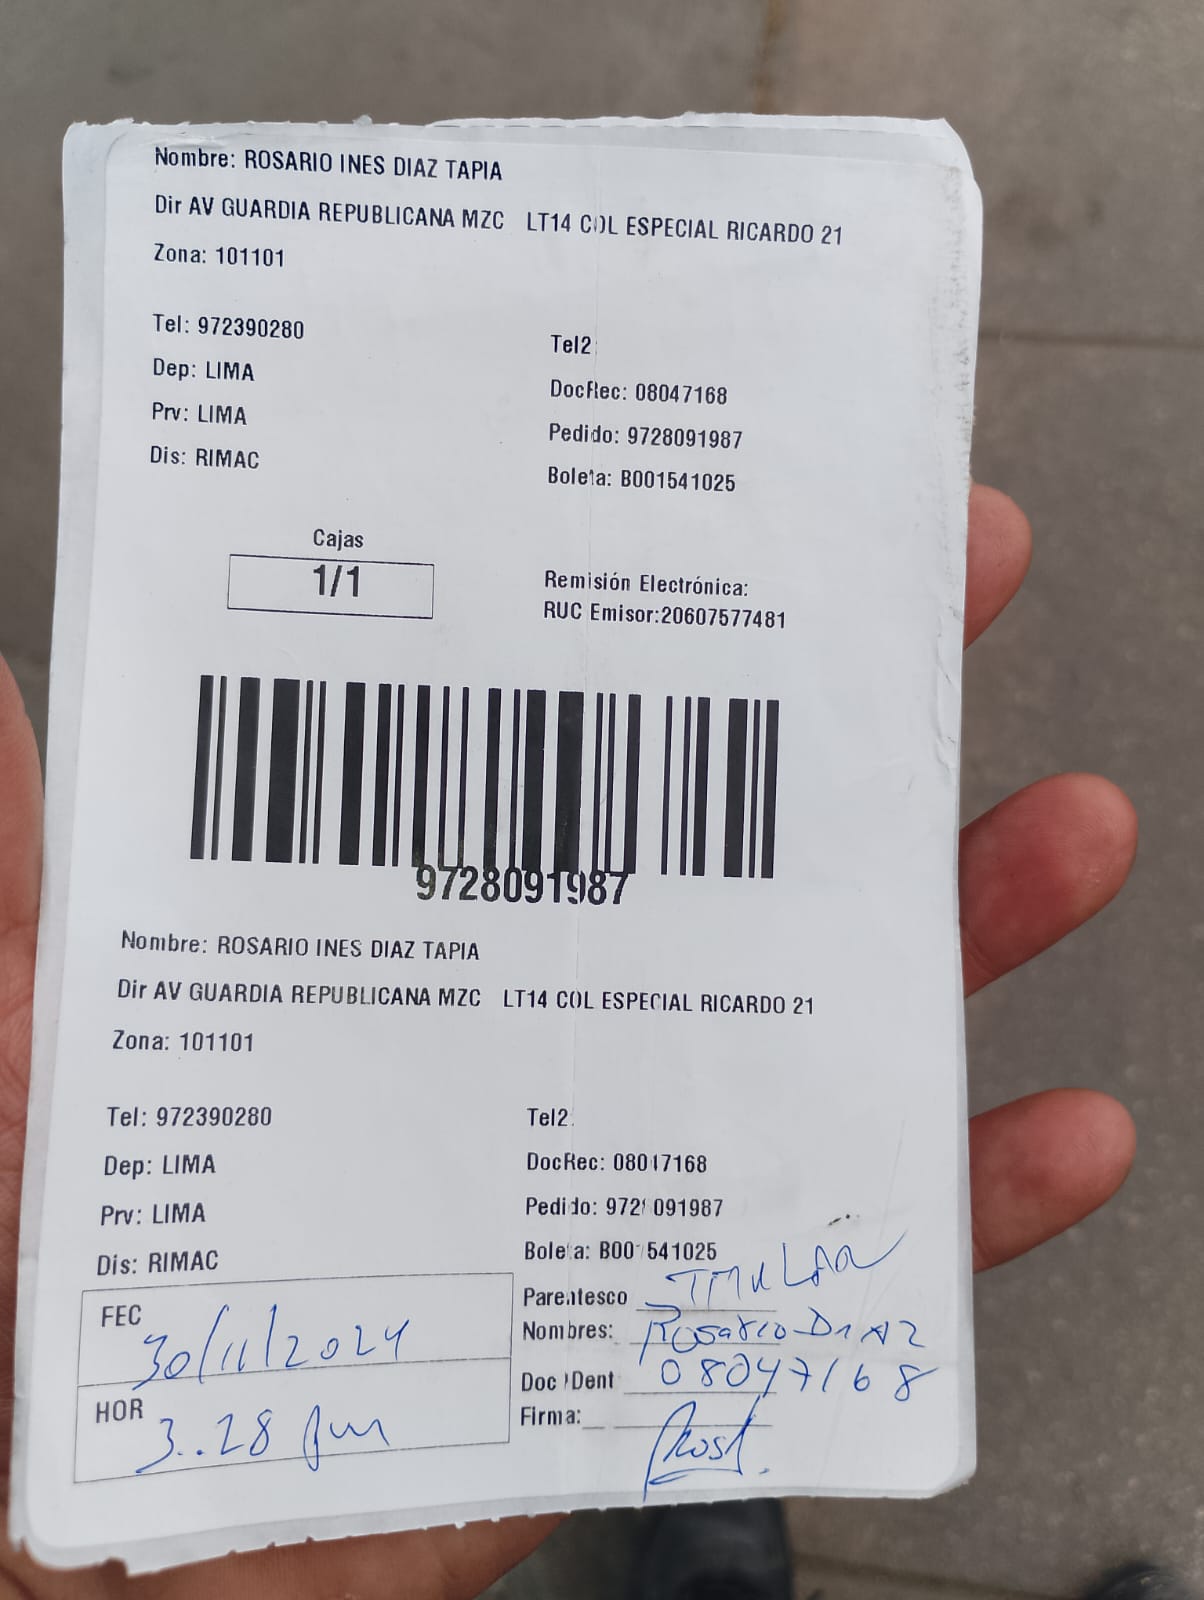 Nombre: ROSARIO INES DIAZ TAPIA
Dir AV GUARDIA REPUBLICANA MZC LT14 COL ESPECIAL RICARDO 21
Zona: 101101
Tel: 972390280
Tel2
Dep: LIMA
DocRec: 08047168
Prv: LIMA
Pedido: 9728091987
Dis: RIMAC
Boleta: B001541025
Cajas
1/1
Remisión Electrónica:
RUC Emisor:20607577481
9728091987
Nombre: ROSARIO INES DIAZ TAPIA
Dir AV GUARDIA REPUBLICANA MZC LT14 COL ESPECIAL RICARDO 21
Zona: 101101
Tel: 972390280
Tel2
Dep: LIMA
DocRec: 08047168
Prv: LIMA
Pedido: 9728091987
Dis: RIMAC
Boleta: B001541025
FEC 30/11/2024
Parentesco TITULAR
Nombres: Rosario Diaz
HOR 3..28 pm
Doc Dent 08047168
Firma: